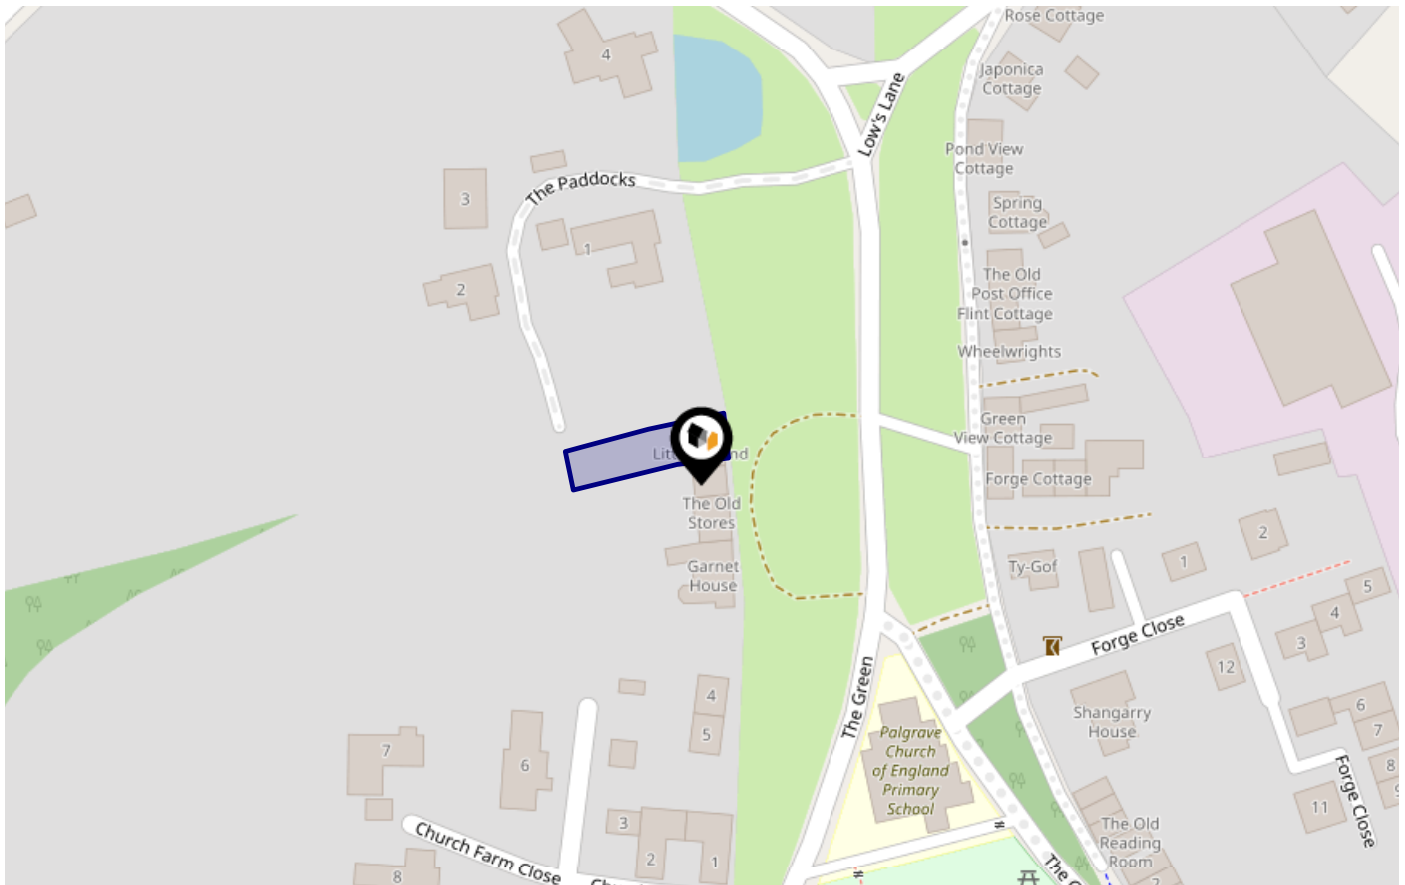 Rose Cottage
4
Japonica
Cottage
Low's Lane
Pond View
Cottage
The Paddocks
3
Spring
Cottage
1
2
The Old
Post Office
Flint Cottage
Wheelwrights
Green
View Cottage
Forge Cottage
The Old
Stores
Garnet
House
Ty-Gof
2
1
5
4
3
Forge Close
12
The Green
4
5
Shangarry
House
6
7
8
11
Forge Close
Palgrave
Church
of England
Primary
School
7
6
3
2
1
Church Farm Close
8
The Old
Reading
Room
2
The